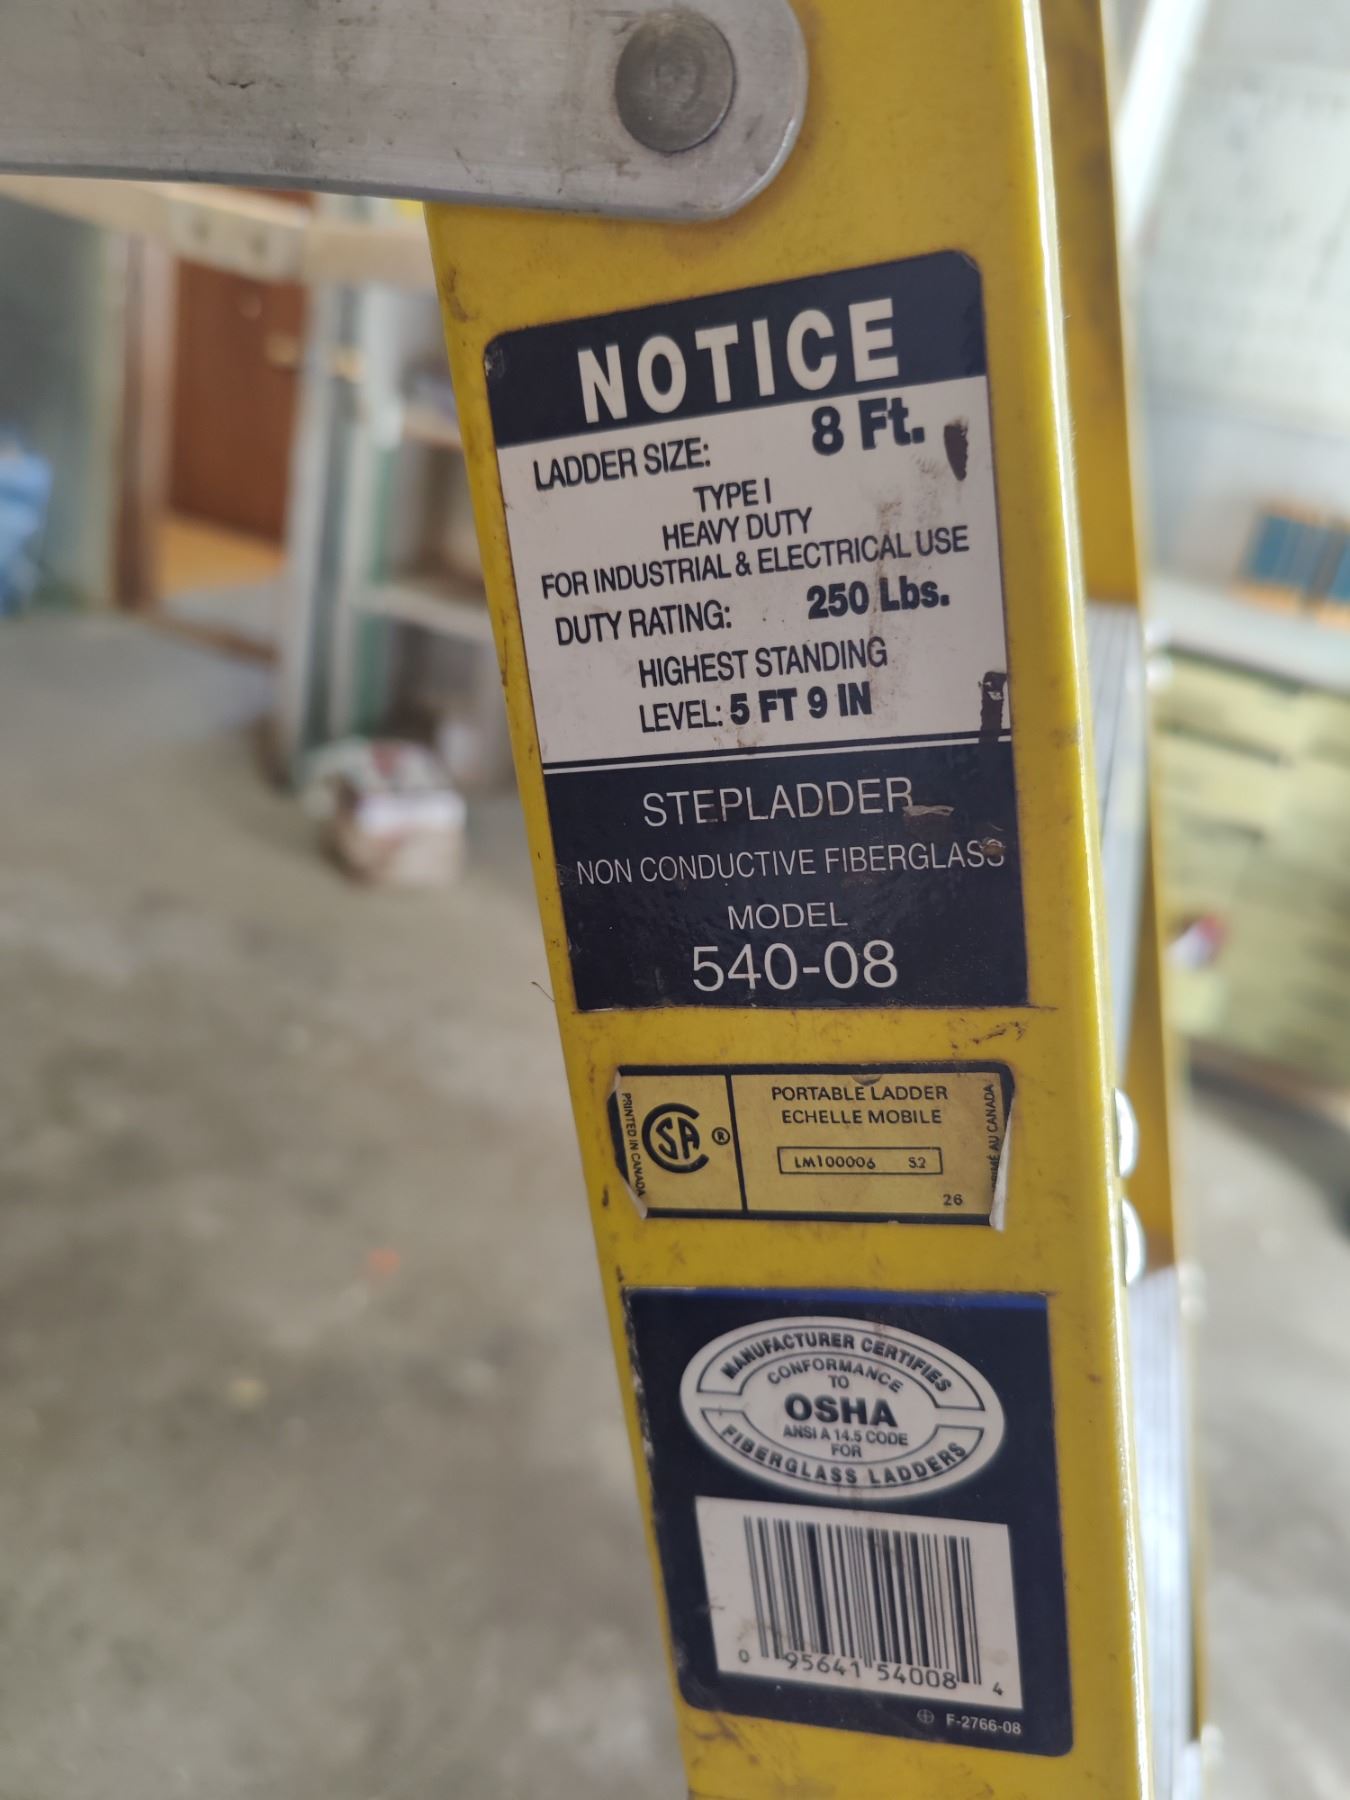 NOTICE
LADDER SIZE: 8 Ft.
TYPE I
HEAVY DUTY
FOR INDUSTRIAL & ELECTRICAL USE
DUTY RATING: 250 Lbs.
HIGHEST STANDING
LEVEL: 5 FT 9 IN
STEPLADDER
NON CONDUCTIVE FIBERGLASS
MODEL
540-08
PRINTED IN CANADA
CSA ®
PORTABLE LADDER
ECHELLE MOBILE
LM100006 S2
26
AU CANADA
MANUFACTURER CERTIFIES
CONFORMANCE
TO
OSHA
ANSI A 14.5 CODE
FOR
FIBERGLASS LADDERS
0 95641 54008 4
F-2766-08